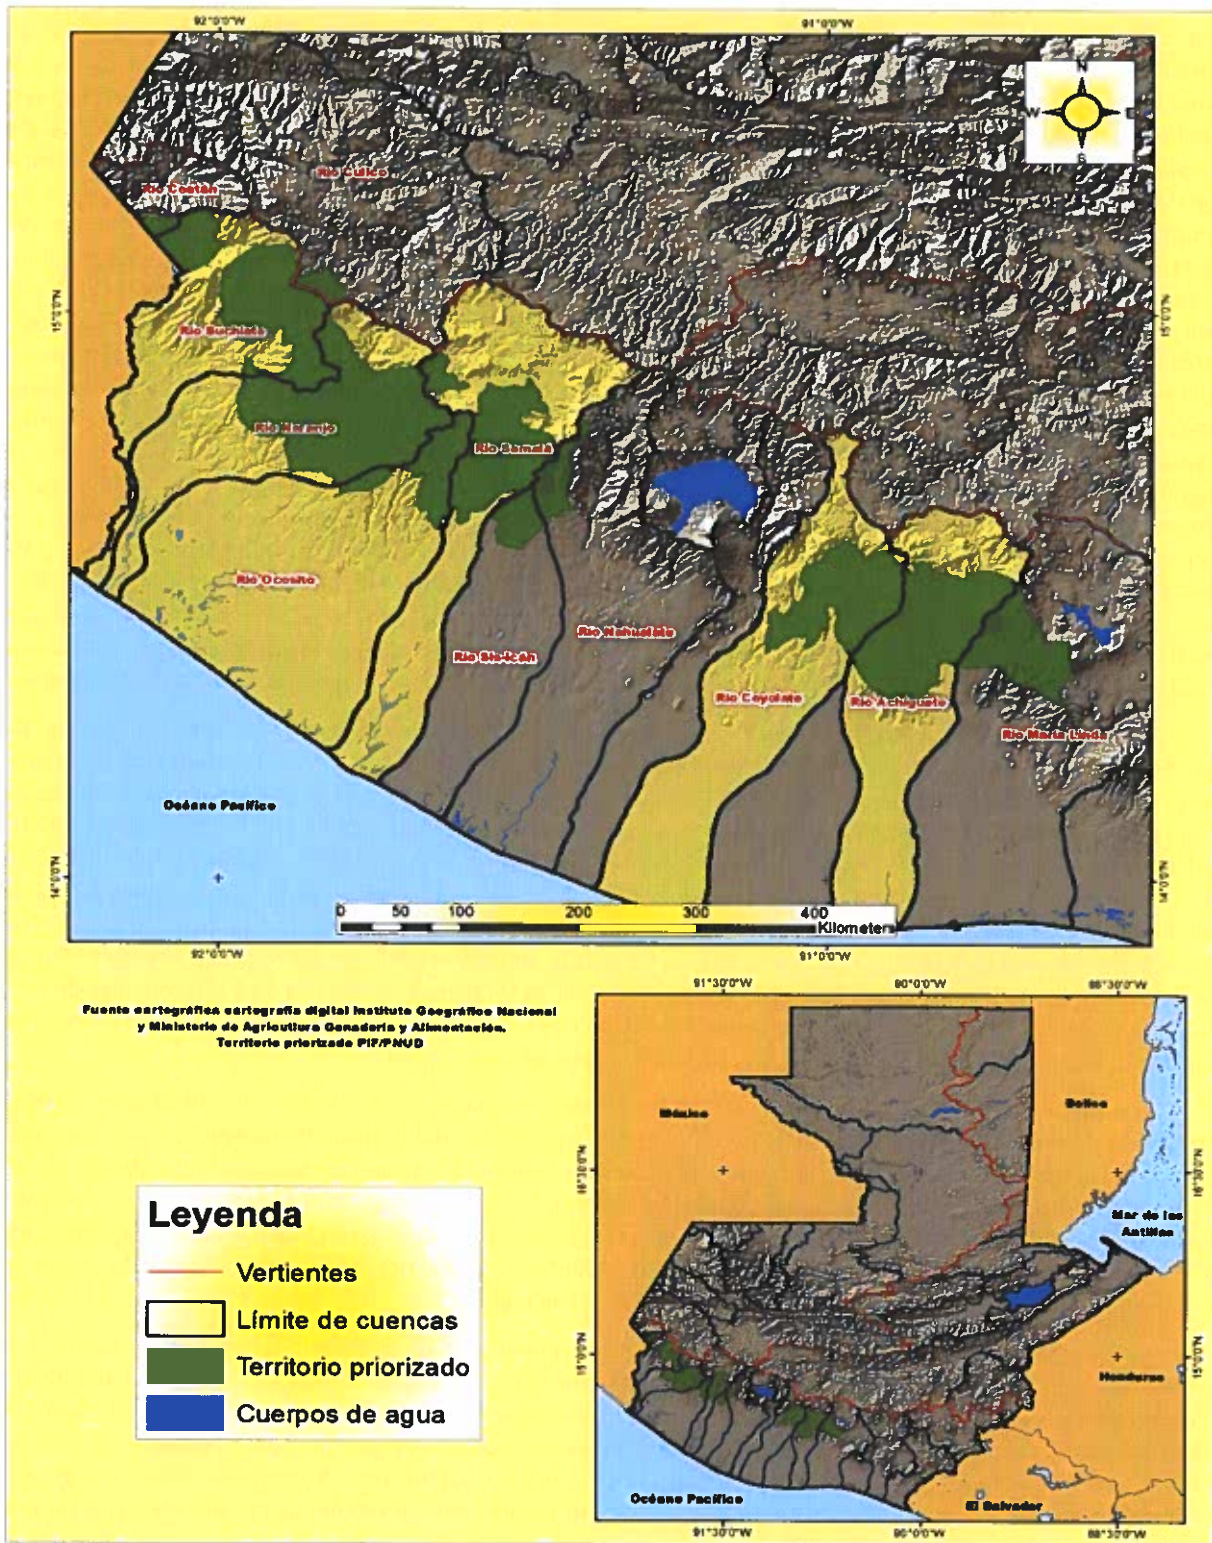 92°0'0"W
91°0'0"W
N
W
E
S
Río Coatán
Río Cuilco
15°0'0"N
15°0'0"N
Río Suchiate
Río Naranjo
Río Samalá
Río Ocosito
Río Sis-Icán
Río Nahualate
Río Coyolate
Río Achiguate
Río María Linda
Océano Pacífico
14°0'0"N
14°0'0"N
0 50 100 200 300 400
Kilometers
92°0'0"W
91°0'0"W
Fuente cartográfica cartografía digital Instituto Geográfico Nacional
y Ministerio de Agricultura Ganadería y Alimentación.
Territorio priorizado PIF/PNUD
91°30'0"W
90°0'0"W
88°30'0"W
México
Belice
16°30'0"N
16°30'0"N
Mar de las
Antillas
15°0'0"N
15°0'0"N
Honduras
Océano Pacífico
El Salvador
91°30'0"W
90°0'0"W
88°30'0"W
Leyenda
Vertientes
Límite de cuencas
Territorio priorizado
Cuerpos de agua